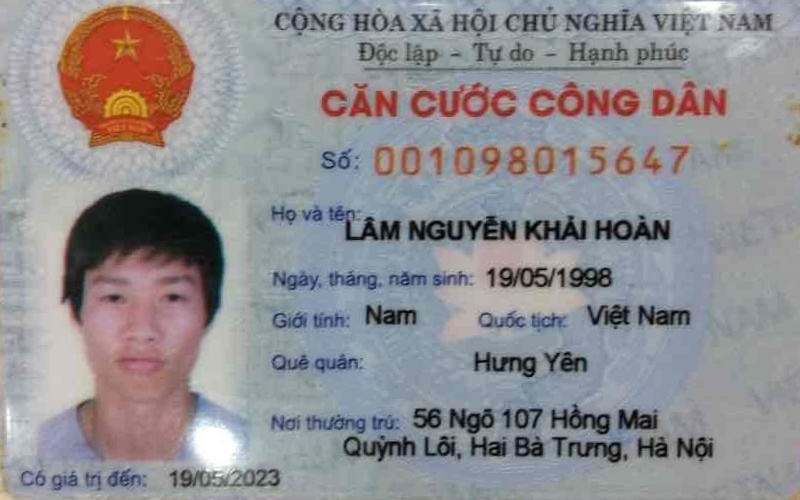 CỘNG HÒA XÃ HỘI CHỦ NGHĨA VIỆT NAM
Độc lập - Tự do - Hạnh phúc
CĂN CƯỚC CÔNG DÂN
Số: 001098015647
Họ và tên:
LÂM NGUYỄN KHẢI HOÀN
Ngày, tháng, năm sinh: 19/05/1998
Giới tính: Nam Quốc tịch: Việt Nam
Quê quán: Hưng Yên
Nơi thường trú: 56 Ngõ 107 Hồng Mai
Quỳnh Lôi, Hai Bà Trưng, Hà Nội
Có giá trị đến: 19/05/2023